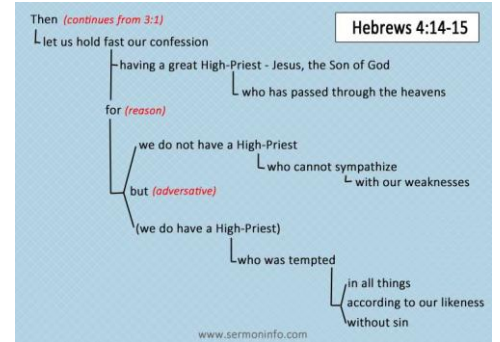 Hebrews 4:14-15
Then (continues from 3:1)
let us hold fast our confession
having a great High-Priest - Jesus, the Son of God
who has passed through the heavens
for (reason)
we do not have a High-Priest
who cannot sympathize
with our weaknesses
but (adversative)
(we do have a High-Priest)
who was tempted
in all things
according to our likeness
without sin
www.sermoninfo.com